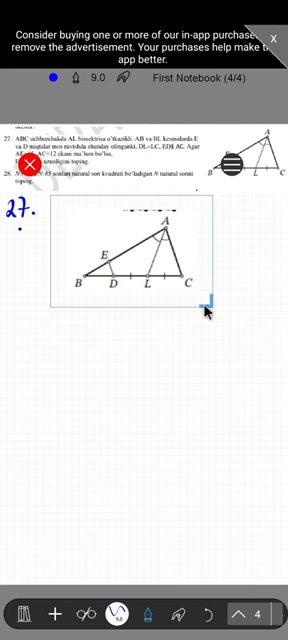 Consider buying one or more of our in-app purchase
remove the advertisement. Your purchases help make t
app better.
X
9.0 First Notebook (4/4)
27. ABC uchburchakda AL bissektrisa o'tkazildi. AB va BL kesmalarda E
va D nuqtalar mos ravishda shunday olinganki, DL=LC, ED∥AC. Agar
AC=12 ekani ma'lum bo'lsa,
uzunligini toping.
28. N-85 sonlari natural son kvadrati bo'ladigan N natural sonni
toping.
A
B L C
27.
A
E
B D L C
9,0
4